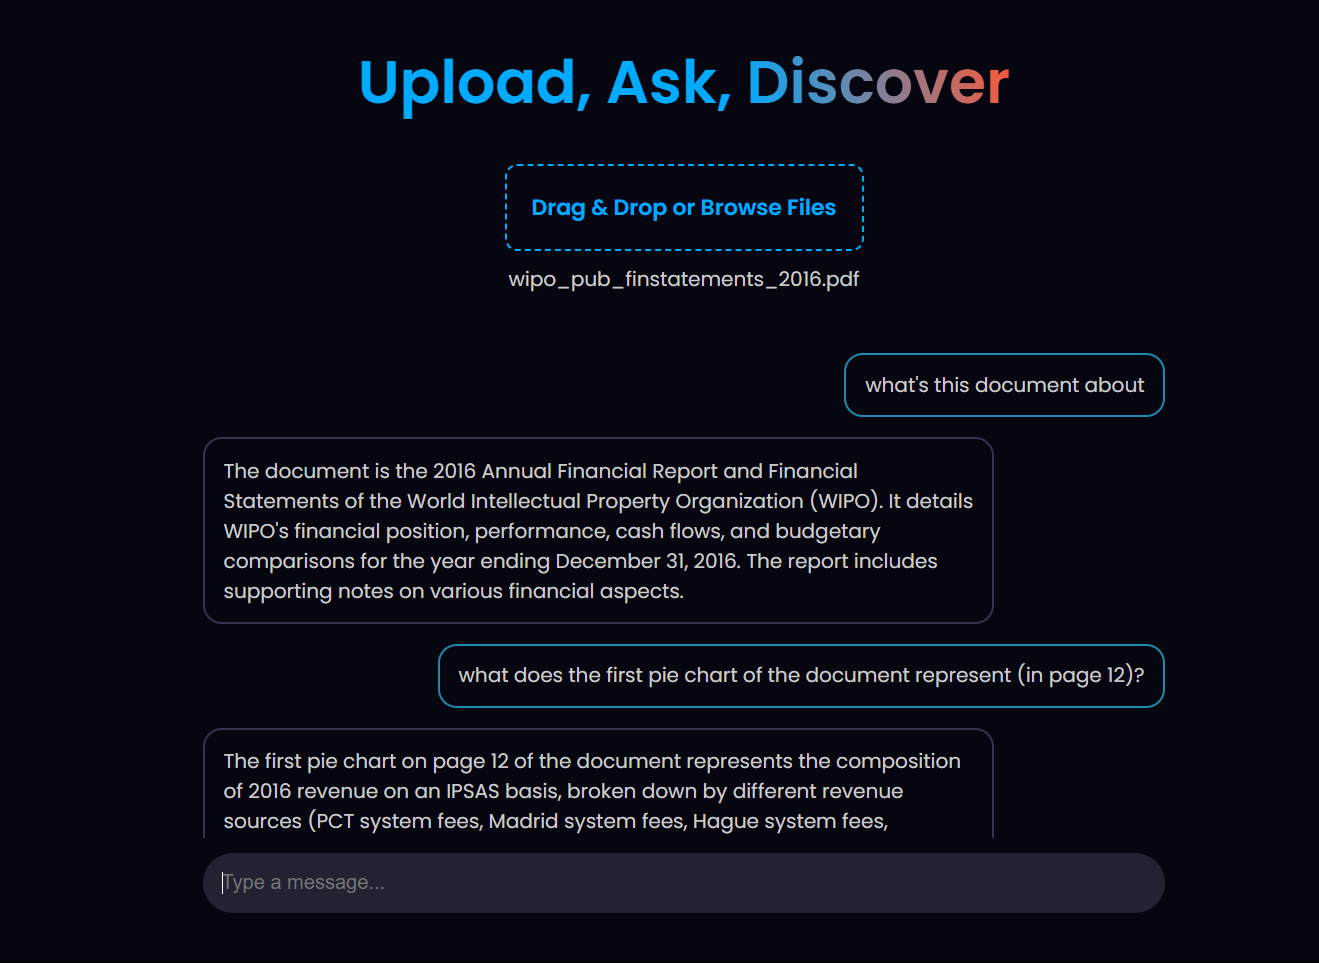 Upload, Ask, Discover
Drag & Drop or Browse Files
wipo_pub_finstatements_2016.pdf
what's this document about
The document is the 2016 Annual Financial Report and Financial
Statements of the World Intellectual Property Organization (WIPO). It details
WIPO's financial position, performance, cash flows, and budgetary
comparisons for the year ending December 31, 2016. The report includes
supporting notes on various financial aspects.
what does the first pie chart of the document represent (in page 12)?
The first pie chart on page 12 of the document represents the composition
of 2016 revenue on an IPSAS basis, broken down by different revenue
sources (PCT system fees, Madrid system fees, Hague system fees,
Type a message...